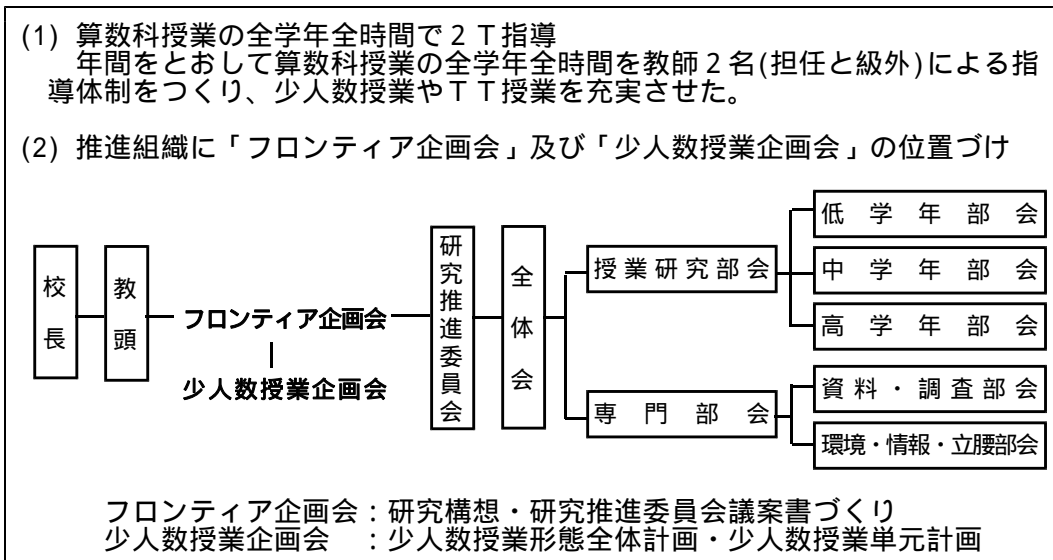 (1) 算数科授業の全学年全時間で２Ｔ指導
年間をとおして算数科授業の全学年全時間を教師２名(担任と級外)による指
導体制をつくり、少人数授業やＴＴ授業を充実させた。
(2) 推進組織に「フロンティア企画会」及び「少人数授業企画会」の位置づけ
校長
教頭
フロンティア企画会
少人数授業企画会
研究推進委員会
全体会
授業研究部会
低学年部会
中学年部会
高学年部会
専門部会
資料・調査部会
環境・情報・立腰部会
フロンティア企画会：研究構想・研究推進委員会議案書づくり
少人数授業企画会　：少人数授業形態全体計画・少人数授業単元計画